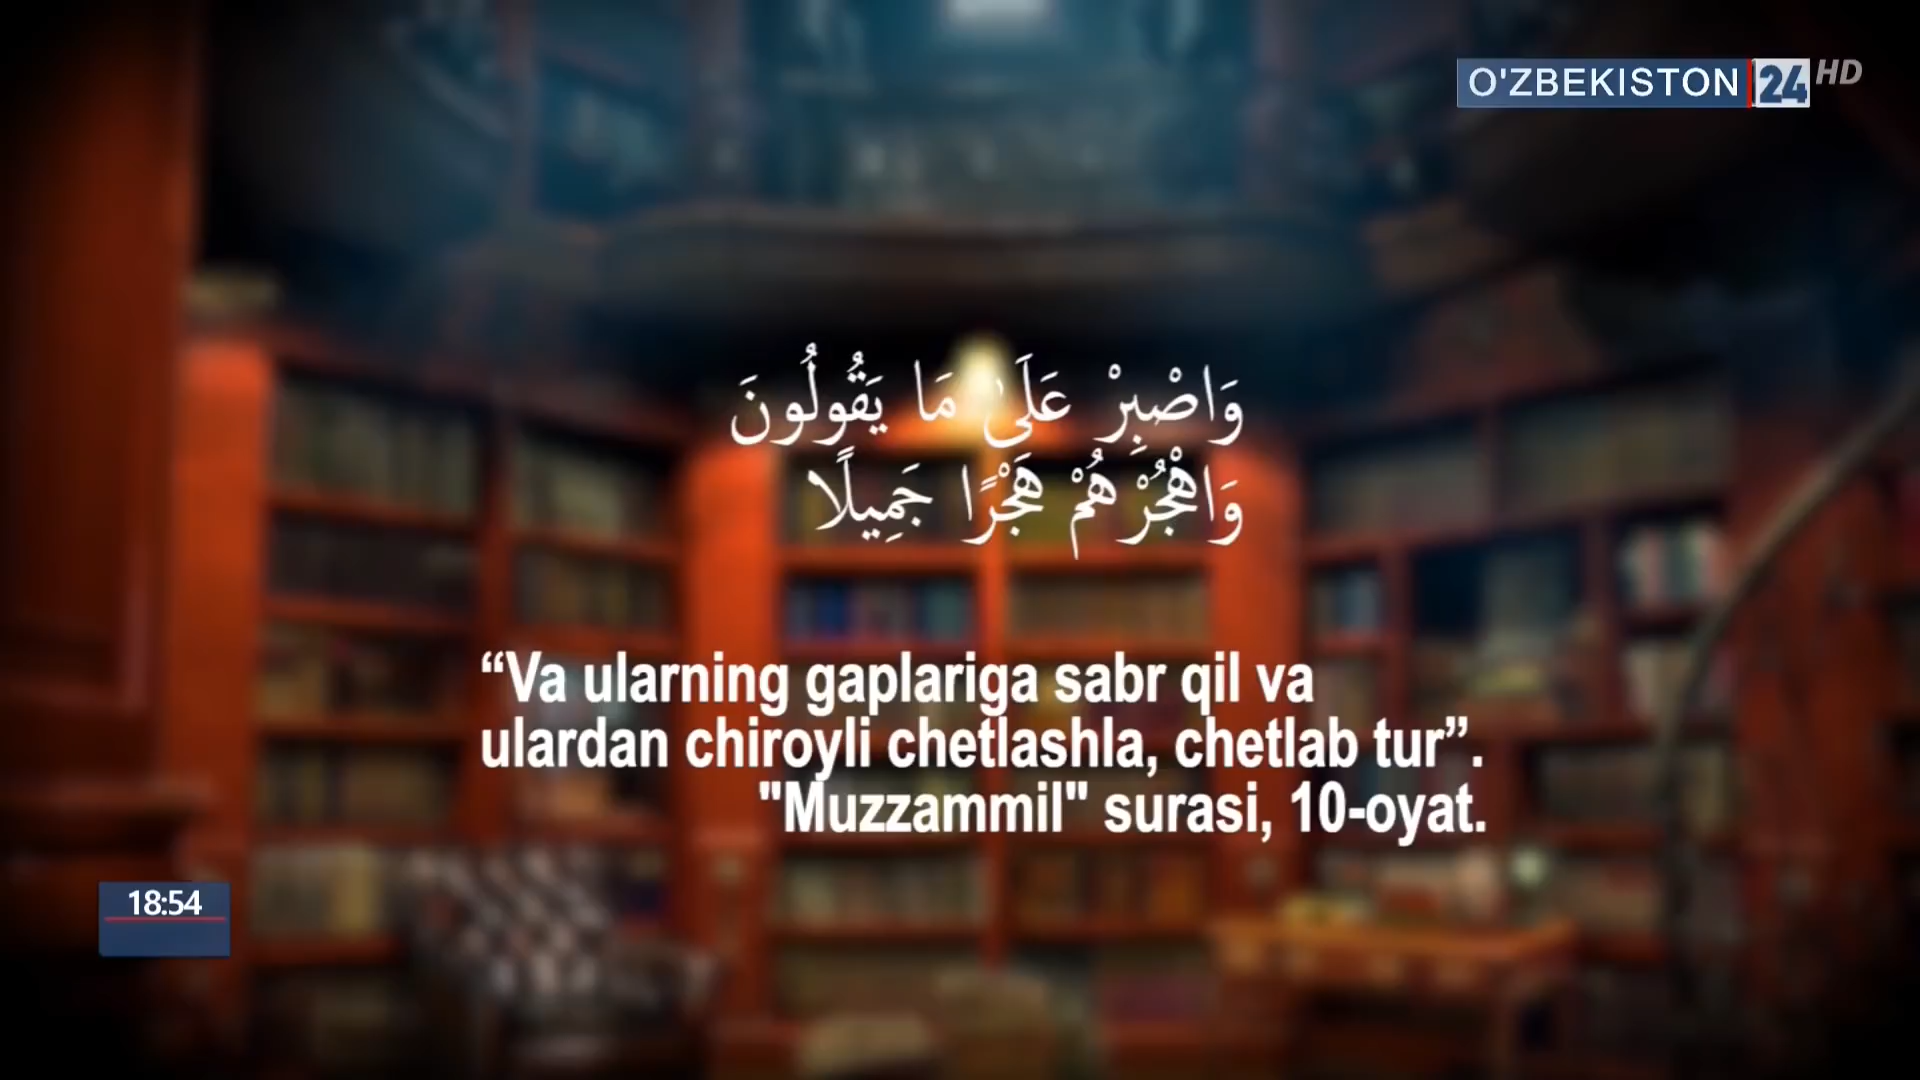 O'ZBEKISTON 24 HD
وَاصْبِرْ عَلَىٰ مَا يَقُولُونَ
وَاهْجُرْهُمْ هَجْرًا جَمِيلًا
“Va ularning gaplariga sabr qil va
ulardan chiroyli chetlashla, chetlab tur”.
"Muzzammil" surasi, 10-oyat.
18:54